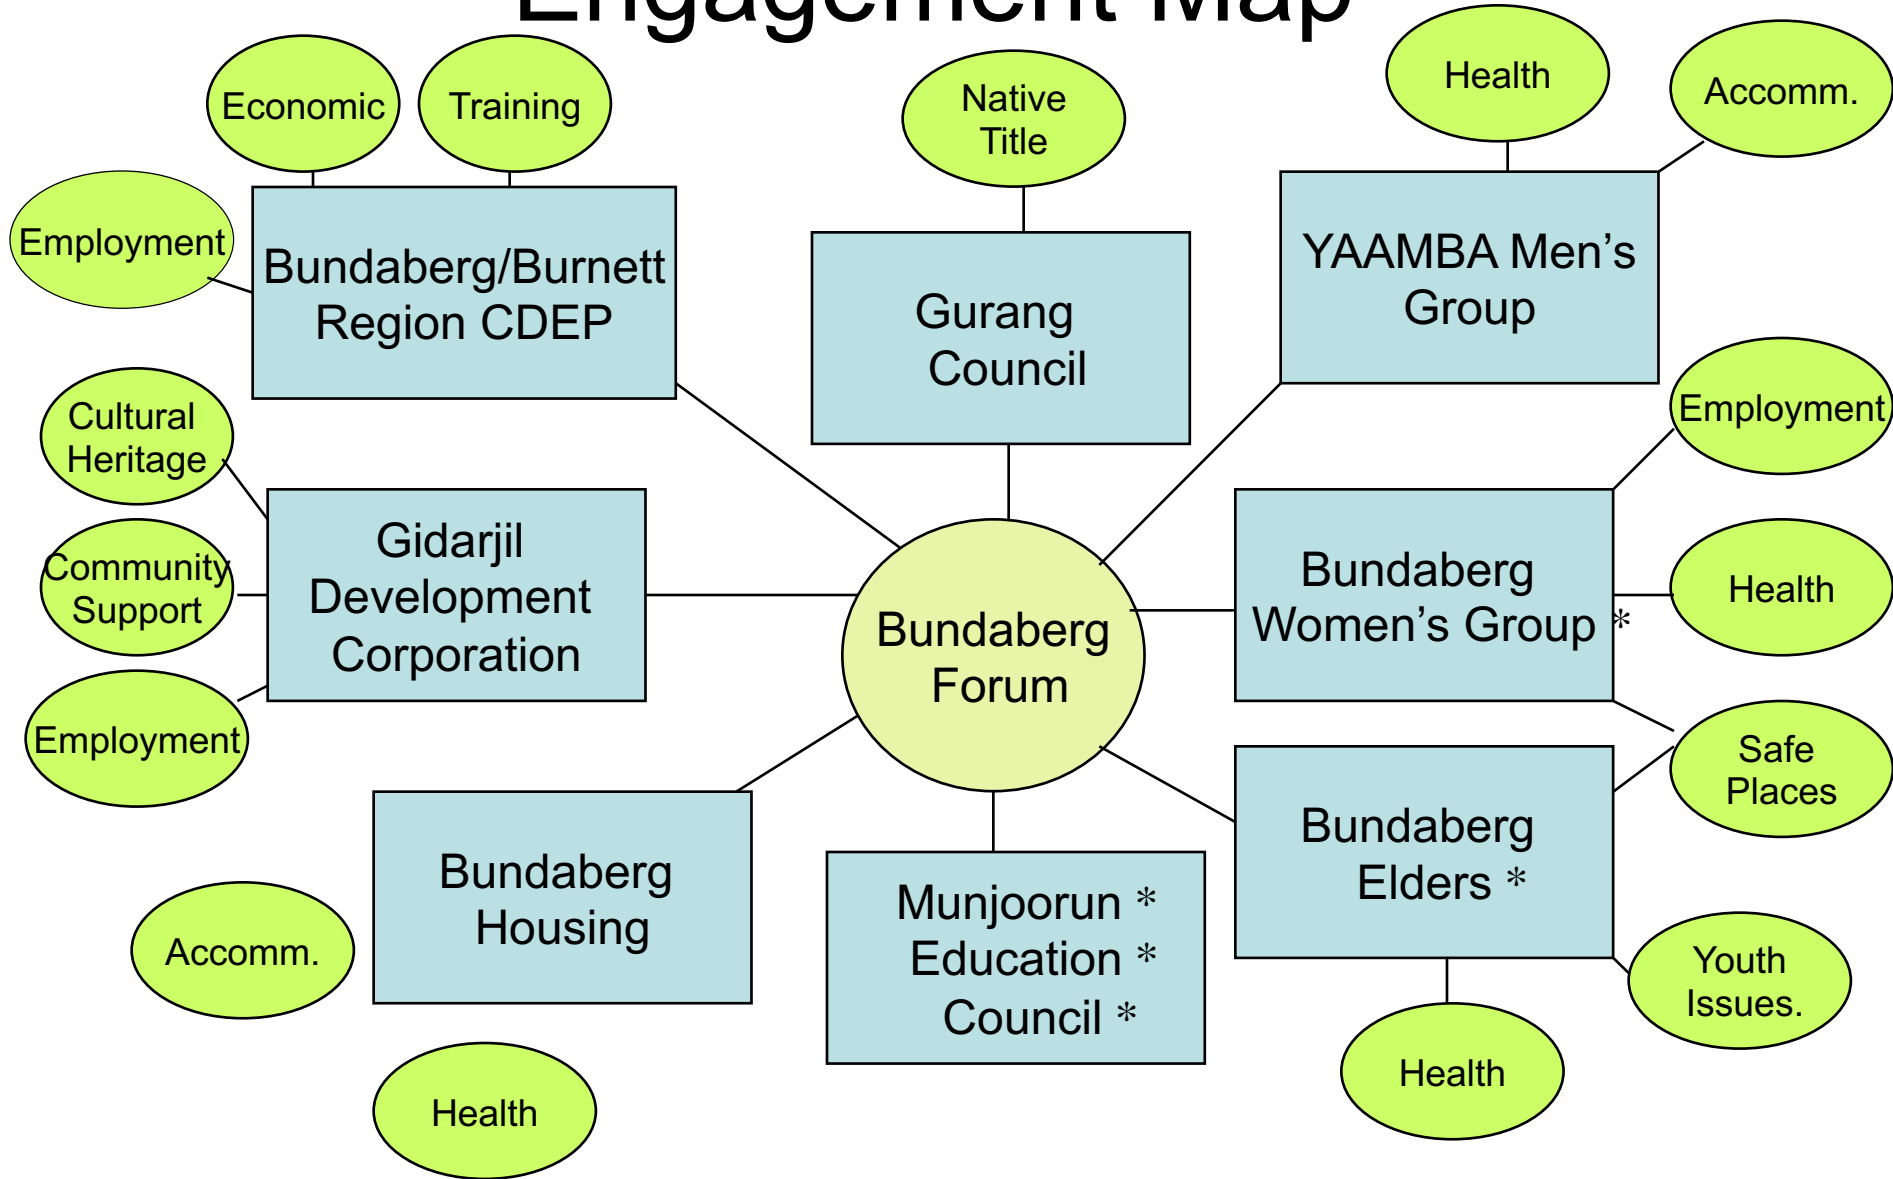 Engagement Map
Economic
Training
Native
Title
Health
Accomm.
Employment
Bundaberg/Burnett
Region CDEP
Gurang
Council
YAAMBA Men’s
Group
Cultural
Heritage
Community
Support
Employment
Gidarjil
Development
Corporation
Bundaberg
Forum
Bundaberg
Women’s Group *
Employment
Health
Safe
Places
Bundaberg
Housing
Munjoorun *
Education *
Council *
Bundaberg
Elders *
Accomm.
Health
Health
Youth
Issues.